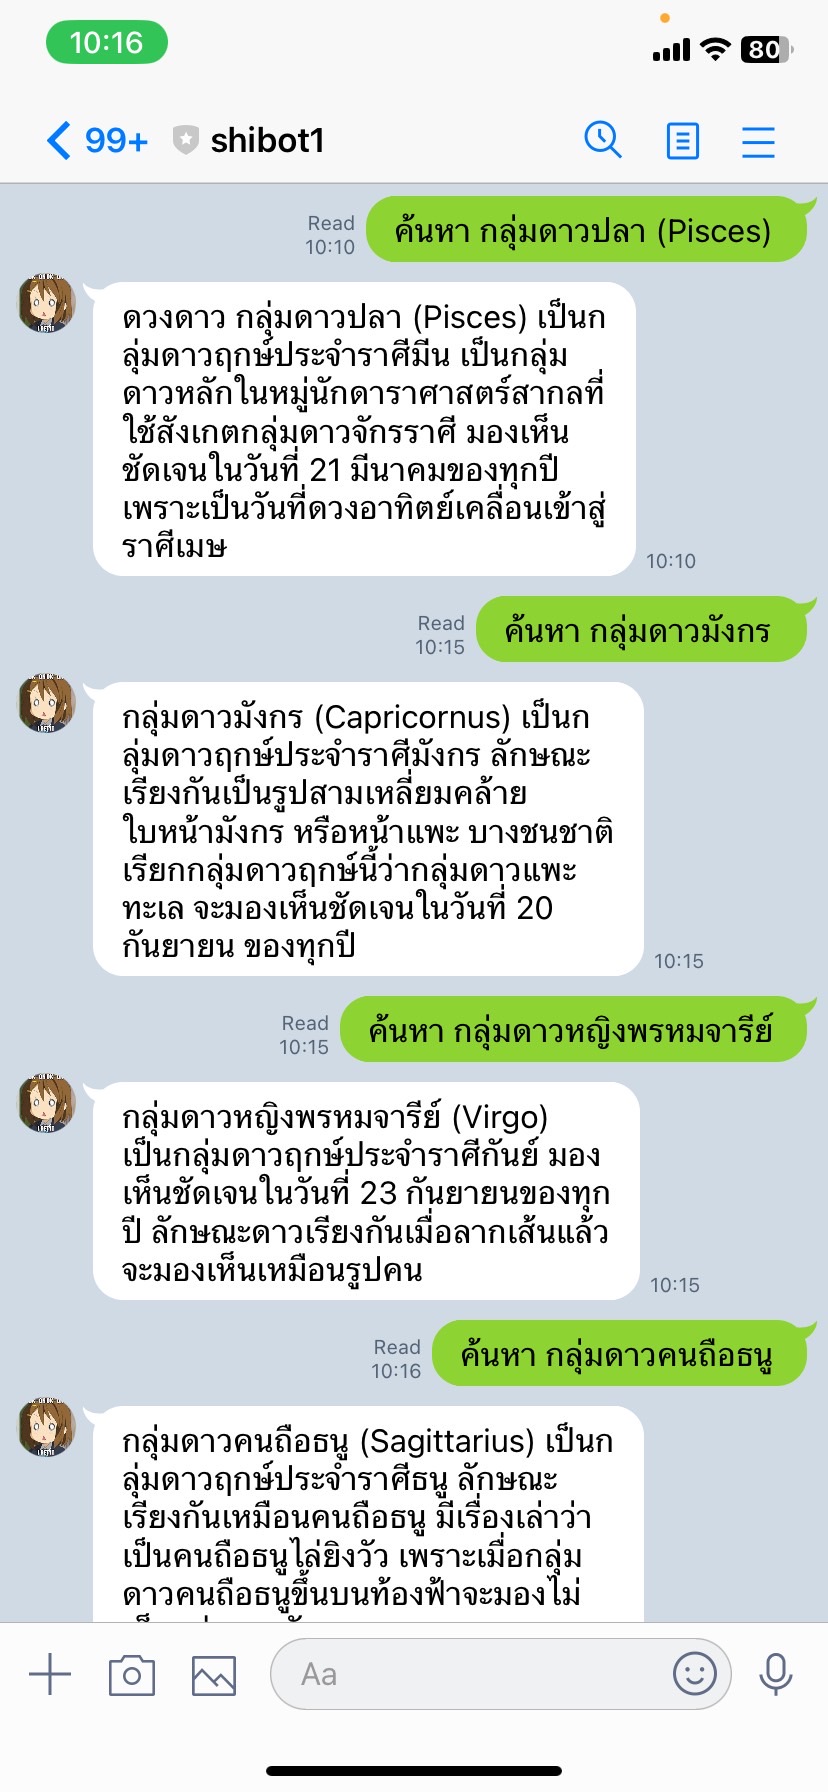 10:16
80
99+
shibot1
Read
10:10
ค้นหา กลุ่มดาวปลา (Pisces)
ดวงดาว กลุ่มดาวปลา (Pisces) เป็นก
ลุ่มดาวฤกษ์ประจำราศีมีน เป็นกลุ่ม
ดาวหลักในหมู่นักดาราศาสตร์สากลที่
ใช้สังเกตกลุ่มดาวจักรราศี มองเห็น
ชัดเจนในวันที่ 21 มีนาคมของทุกปี
เพราะเป็นวันที่ดวงอาทิตย์เคลื่อนเข้าสู่
ราศีเมษ
10:10
Read
10:15
ค้นหา กลุ่มดาวมังกร
กลุ่มดาวมังกร (Capricornus) เป็นก
ลุ่มดาวฤกษ์ประจำราศีมังกร ลักษณะ
เรียงกันเป็นรูปสามเหลี่ยมคล้าย
ใบหน้ามังกร หรือหน้าแพะ บางชนชาติ
เรียกกลุ่มดาวฤกษ์นี้ว่ากลุ่มดาวแพะ
ทะเล จะมองเห็นชัดเจนในวันที่ 20
กันยายน ของทุกปี
10:15
Read
10:15
ค้นหา กลุ่มดาวหญิงพรหมจารีย์
กลุ่มดาวหญิงพรหมจารีย์ (Virgo)
เป็นกลุ่มดาวฤกษ์ประจำราศีกันย์ มอง
เห็นชัดเจนในวันที่ 23 กันยายนของทุก
ปี ลักษณะดาวเรียงกันเมื่อลากเส้นแล้ว
จะมองเห็นเหมือนรูปคน
10:15
Read
10:16
ค้นหา กลุ่มดาวคนถือธนู
กลุ่มดาวคนถือธนู (Sagittarius) เป็นก
ลุ่มดาวฤกษ์ประจำราศีธนู ลักษณะ
เรียงกันเหมือนคนถือธนู มีเรื่องเล่าว่า
เป็นคนถือธนูไล่ยิงวัว เพราะเมื่อกลุ่ม
ดาวคนถือธนูขึ้นบนท้องฟ้าจะมองไม่
Aa